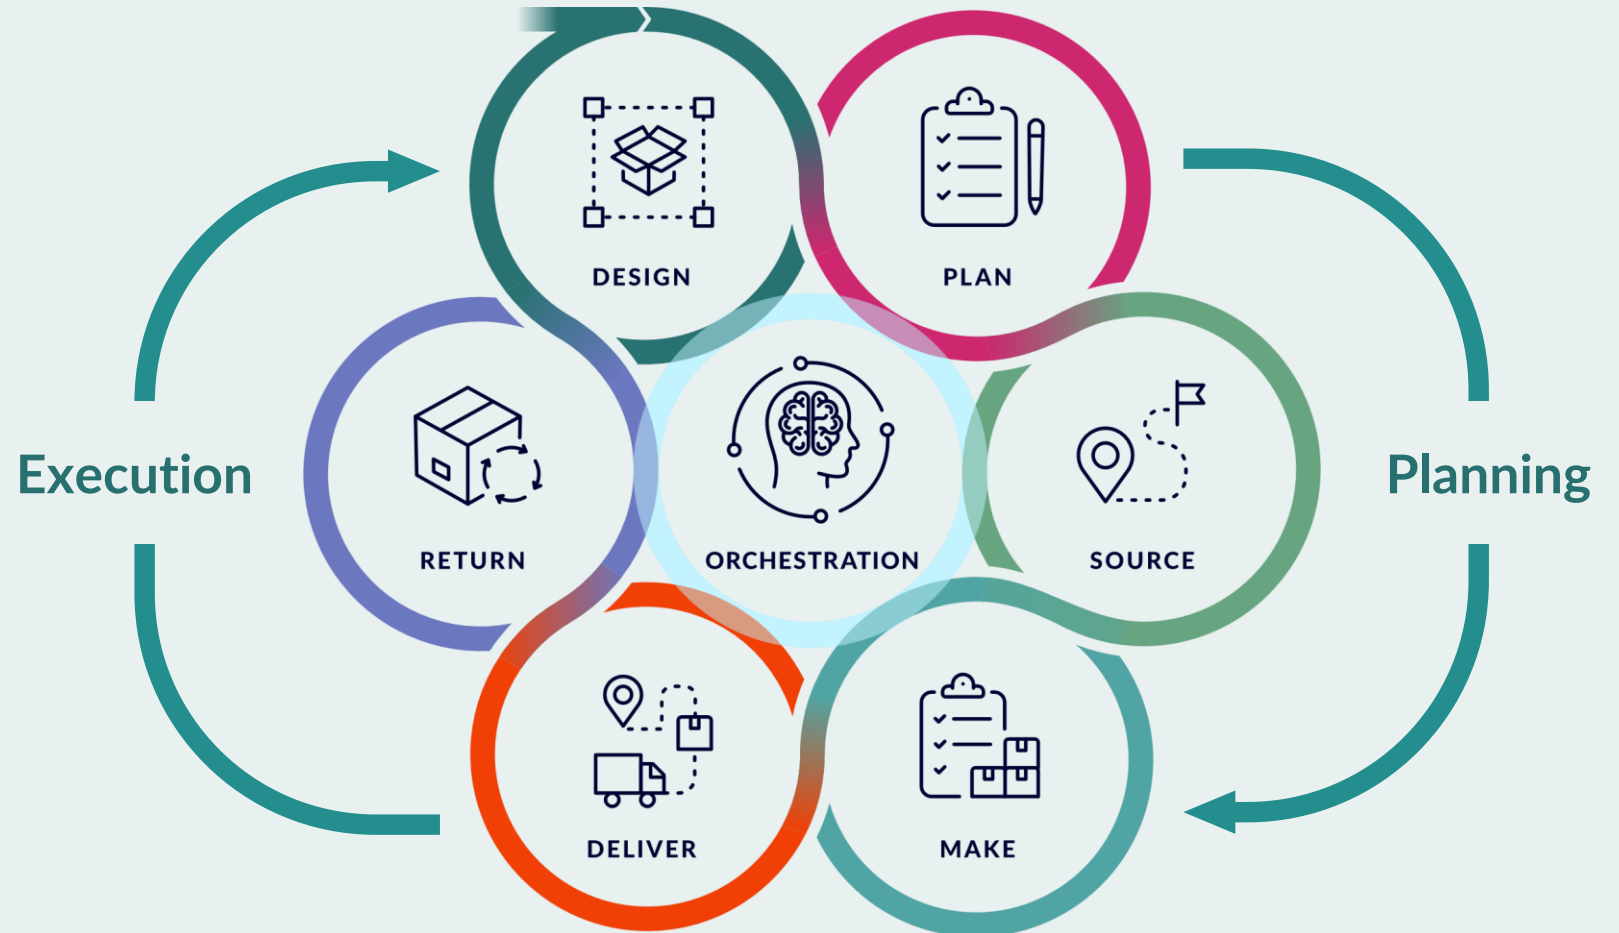 DESIGN
PLAN
Execution
RETURN
ORCHESTRATION
SOURCE
Planning
DELIVER
MAKE